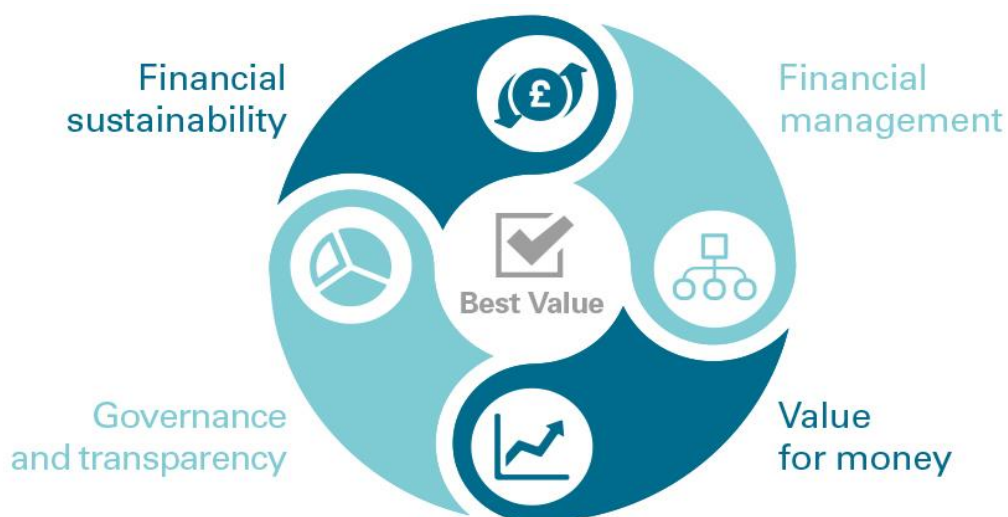 Financial
sustainability
£
Financial
management
Best Value
Governance
and transparency
Value
for money